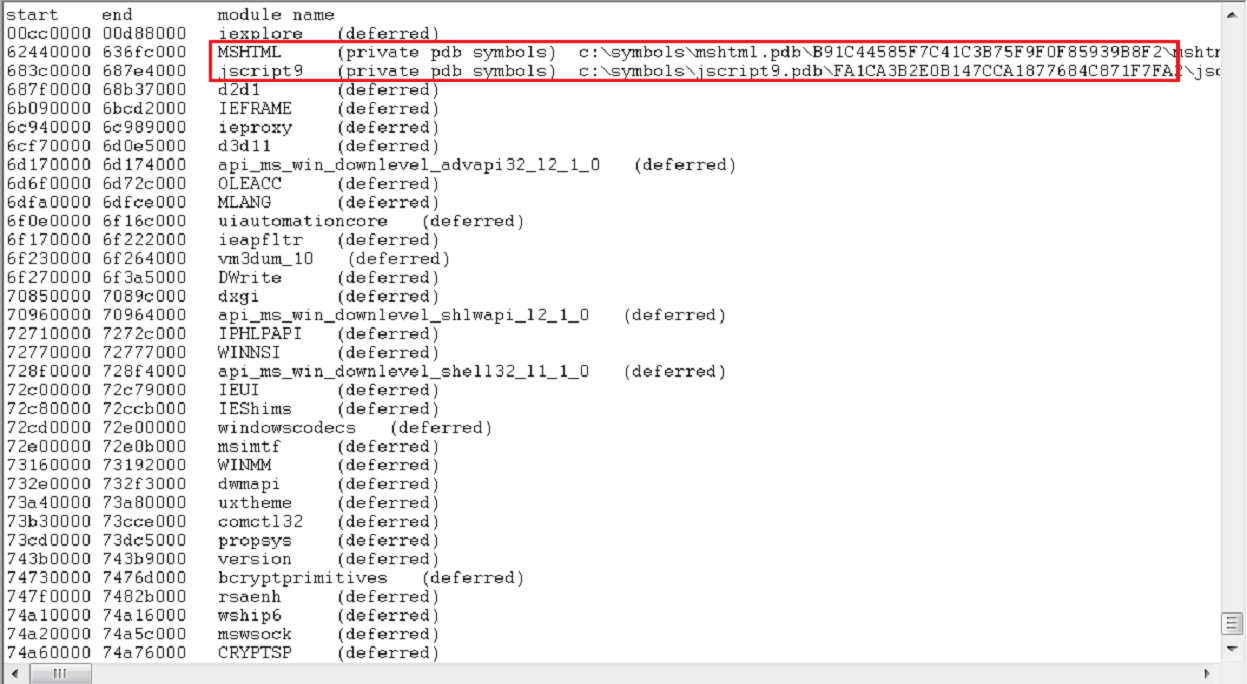 start    end        module name
00cc0000 00d88000   iexplore   (deferred)
62440000 636fc000   MSHTML     (private pdb symbols)  c:\symbols\mshtml.pdb\B91C44585F7C41C3B75F9F0F85939B8F2\mshtr
683c0000 687e4000   jscript9   (private pdb symbols)  c:\symbols\jscript9.pdb\FA1CA3B2E0B147CCA1877684C871F7FA2\jsc
687f0000 68b37000   d2d1       (deferred)
6b090000 6bcd2000   IEFRAME    (deferred)
6c940000 6c989000   ieproxy    (deferred)
6cf70000 6d0e5000   d3d11      (deferred)
6d170000 6d174000   api_ms_win_downlevel_advapi32_l2_1_0   (deferred)
6d6f0000 6d72c000   OLEACC     (deferred)
6dfa0000 6dfce000   MLANG      (deferred)
6f0e0000 6f16c000   uiautomationcore   (deferred)
6f170000 6f222000   ieapfltr   (deferred)
6f230000 6f264000   vm3dum_10   (deferred)
6f270000 6f3a5000   DWrite     (deferred)
70850000 7089c000   dxgi       (deferred)
70960000 70964000   api_ms_win_downlevel_shlwapi_l2_1_0   (deferred)
72710000 7272c000   IPHLPAPI   (deferred)
72770000 72777000   WINNSI     (deferred)
728f0000 728f4000   api_ms_win_downlevel_shell32_l1_1_0   (deferred)
72c00000 72c79000   IEUI       (deferred)
72c80000 72ccb000   IEShims    (deferred)
72cd0000 72e00000   windowscodecs   (deferred)
72e00000 72e0b000   msimtf     (deferred)
73160000 73192000   WINMM      (deferred)
732e0000 732f3000   dwmapi     (deferred)
73a40000 73a80000   uxtheme    (deferred)
73b30000 73cce000   comctl32   (deferred)
73cd0000 73dc5000   propsys    (deferred)
743b0000 743b9000   version    (deferred)
74730000 7476d000   bcryptprimitives   (deferred)
747f0000 7482b000   rsaenh     (deferred)
74a10000 74a16000   wship6     (deferred)
74a20000 74a5c000   mswsock    (deferred)
74a60000 74a76000   CRYPTSP    (deferred)